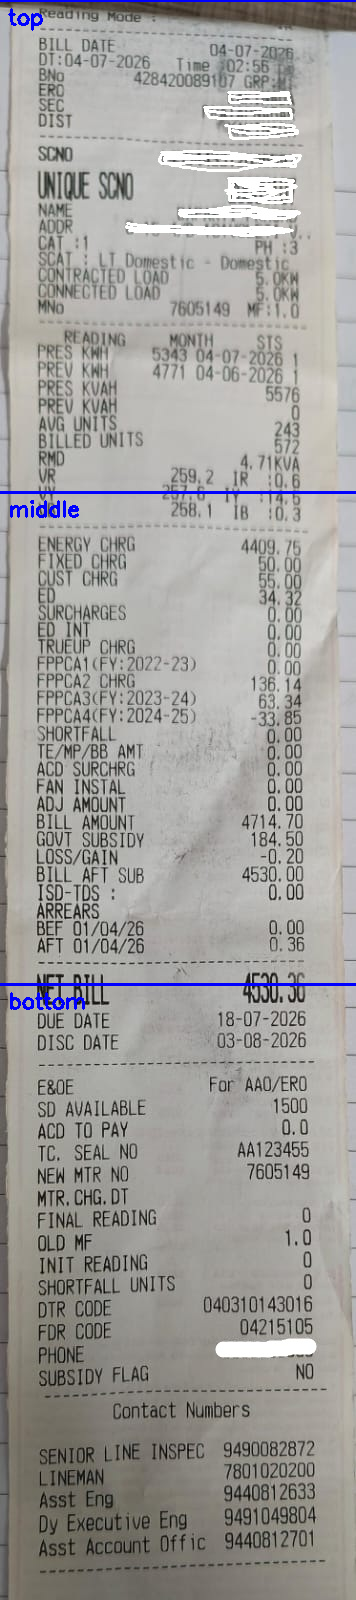 top
Reading Mode :
BILL DATE 04-07-2026
DT:04-07-2026 Time :02:56
BNo 428420089107 GRP:
ERO
SEC
DIST
SCNO
UNIQUE SCNO
NAME
ADDR
CAT :1 PH :3
SCAT : LT Domestic - Domestic
CONTRACTED LOAD 5.0KW
CONNECTED LOAD 5.0KW
MNo 7605149 MF:1.0
READING MONTH STS
PRES KWH 5343 04-07-2026 1
PREV KWH 4771 04-06-2026 1
PRES KVAH 5576
PREV KVAH 0
AVG UNITS 243
BILLED UNITS 572
RMD 4.71KVA
VR 259.2 IR :0.6
VY 257.6 IY :14.5
middle
258.1 IB :0.3
ENERGY CHRG 4409.75
FIXED CHRG 50.00
CUST CHRG 55.00
ED 34.32
SURCHARGES 0.00
ED INT 0.00
TRUEUP CHRG 0.00
FPPCA1(FY:2022-23) 0.00
FPPCA2 CHRG 136.14
FPPCA3(FY:2023-24) 63.34
FPPCA4(FY:2024-25) -33.85
SHORTFALL 0.00
TE/MP/BB AMT 0.00
ACD SURCHRG 0.00
FAN INSTAL 0.00
ADJ AMOUNT 0.00
BILL AMOUNT 4714.70
GOVT SUBSIDY 184.50
LOSS/GAIN -0.20
BILL AFT SUB 4530.00
ISD-TDS : 0.00
ARREARS
BEF 01/04/26 0.00
AFT 01/04/26 0.36
NET BILL 4530.36
bottom
DUE DATE 18-07-2026
DISC DATE 03-08-2026
E&OE For AAO/ERO
SD AVAILABLE 1500
ACD TO PAY 0.0
TC. SEAL NO AA123455
NEW MTR NO 7605149
MTR.CHG.DT
FINAL READING 0
OLD MF 1.0
INIT READING 0
SHORTFALL UNITS 0
DTR CODE 040310143016
FDR CODE 04215105
PHONE
SUBSIDY FLAG NO
Contact Numbers
SENIOR LINE INSPEC 9490082872
LINEMAN 7801020200
Asst Eng 9440812633
Dy Executive Eng 9491049804
Asst Account Offic 9440812701